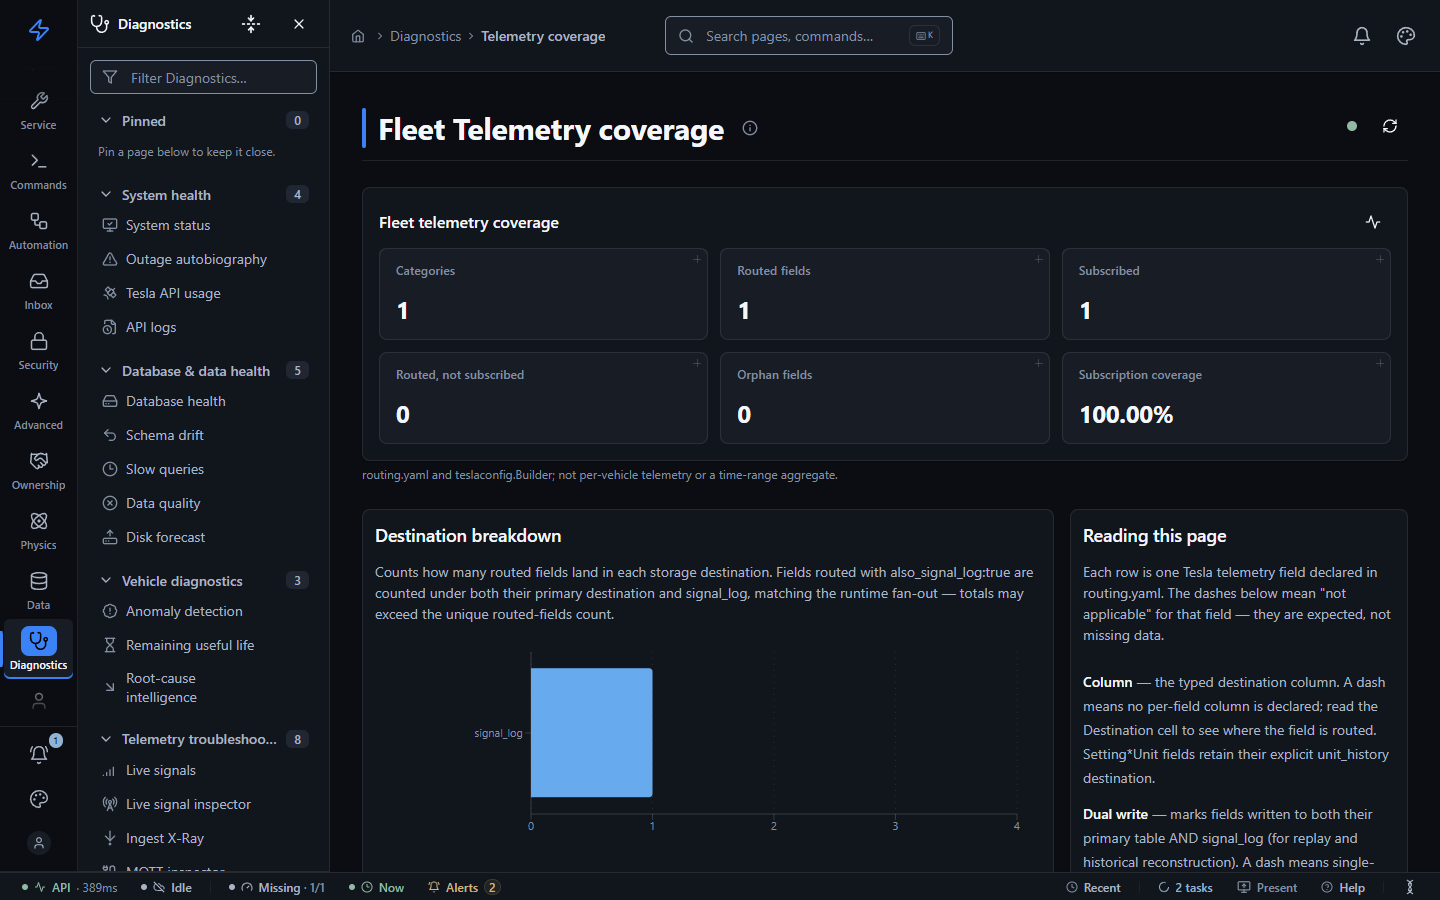 Diagnostics
Diagnostics
Telemetry coverage
Search pages, commands...
K
Filter Diagnostics...
Service
Commands
Automation
Inbox
Security
Advanced
Ownership
Physics
Data
Diagnostics
1
Pinned
0
Pin a page below to keep it close.
System health
4
System status
Outage autobiography
Tesla API usage
API logs
Database & data health
5
Database health
Schema drift
Slow queries
Data quality
Disk forecast
Vehicle diagnostics
3
Anomaly detection
Remaining useful life
Root-cause
intelligence
Telemetry troubleshoo...
8
Live signals
Live signal inspector
Ingest X-Ray
MQTT inspector
Fleet Telemetry coverage
Fleet telemetry coverage
Categories
1
Routed fields
1
Subscribed
1
Routed, not subscribed
0
Orphan fields
0
Subscription coverage
100.00%
routing.yaml and teslaconfig.Builder; not per-vehicle telemetry or a time-range aggregate.
Destination breakdown
Counts how many routed fields land in each storage destination. Fields routed with also_signal_log:true are
counted under both their primary destination and signal_log, matching the runtime fan-out — totals may
exceed the unique routed-fields count.
signal_log
0 1 2 3 4
Reading this page
Each row is one Tesla telemetry field declared in
routing.yaml. The dashes below mean "not
applicable" for that field — they are expected, not
missing data.
Column — the typed destination column. A dash
means no per-field column is declared; read the
Destination cell to see where the field is routed.
Setting*Unit fields retain their explicit unit_history
destination.
Dual write — marks fields written to both their
primary table AND signal_log (for replay and
historical reconstruction). A dash means single-
API · 389ms
Idle
Missing · 1/1
Now
Alerts 2
Recent
2 tasks
Present
Help